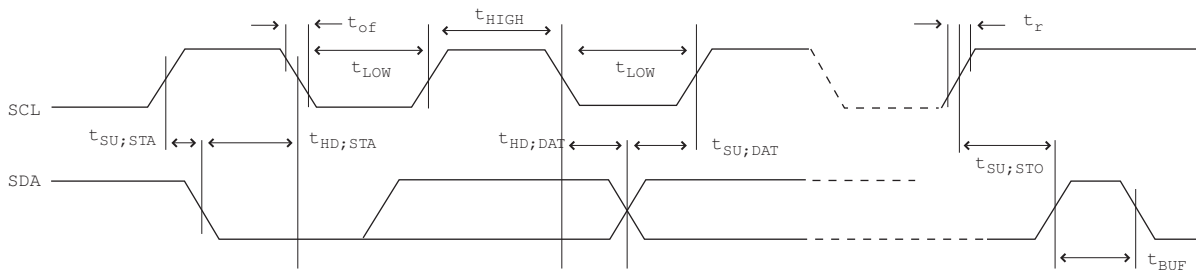 t_of
t_HIGH
t_r
t_LOW
t_LOW
SCL
t_SU;STA
t_HD;STA
t_HD;DAT
t_SU;DAT
t_SU;STO
SDA
t_BUF